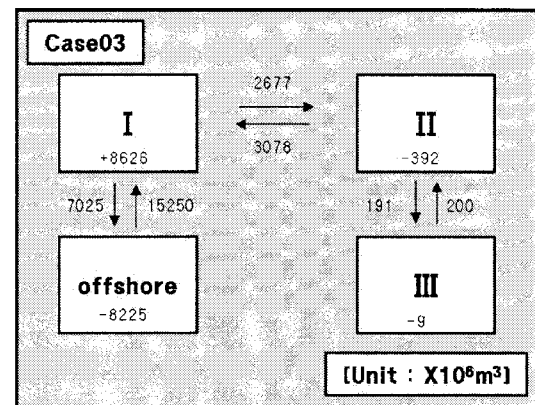 Case03
I
+8626
2677
3078
II
-392
7025
15250
191
200
offshore
-8225
III
-9
[Unit : X10⁶m³]